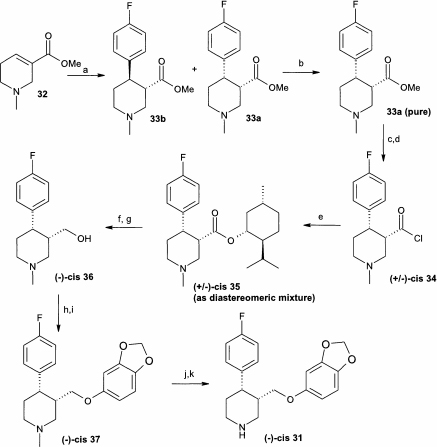 F
F
F
O
OMe
N
32
a
O
OMe
N
33b
+
O
OMe
N
33a
b
O
OMe
N
33a (pure)
c,d
F
F
F
O
Cl
N
(+/-)-cis 34
e
O
O
N
(+/-)-cis 35
(as diastereomeric mixture)
f, g
OH
N
(-)-cis 36
h,i
F
O
O
O
N
(-)-cis 37
j,k
F
O
O
O
N
H
(-)-cis 31